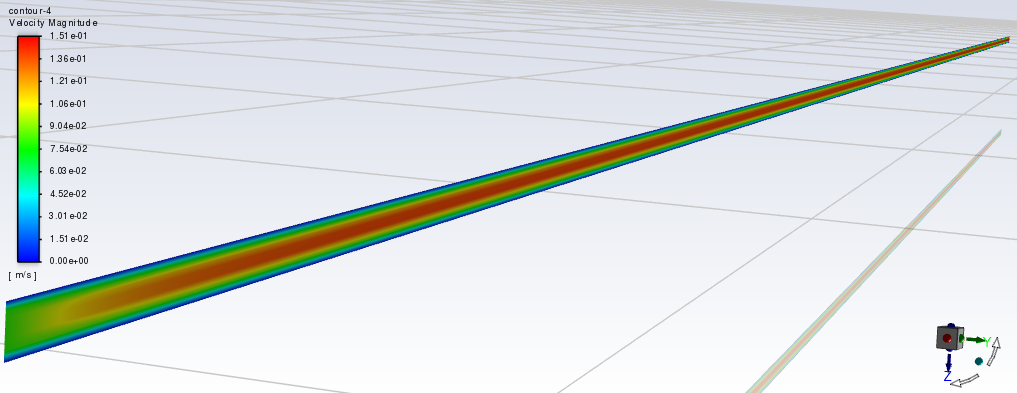 contour-4
Velocity Magnitude
1.51e-01
1.36e-01
1.21e-01
1.06e-01
9.04e-02
7.54e-02
6.03e-02
4.52e-02
3.01e-02
1.51e-02
0.00e+00
[ m/s ]
Y
Z